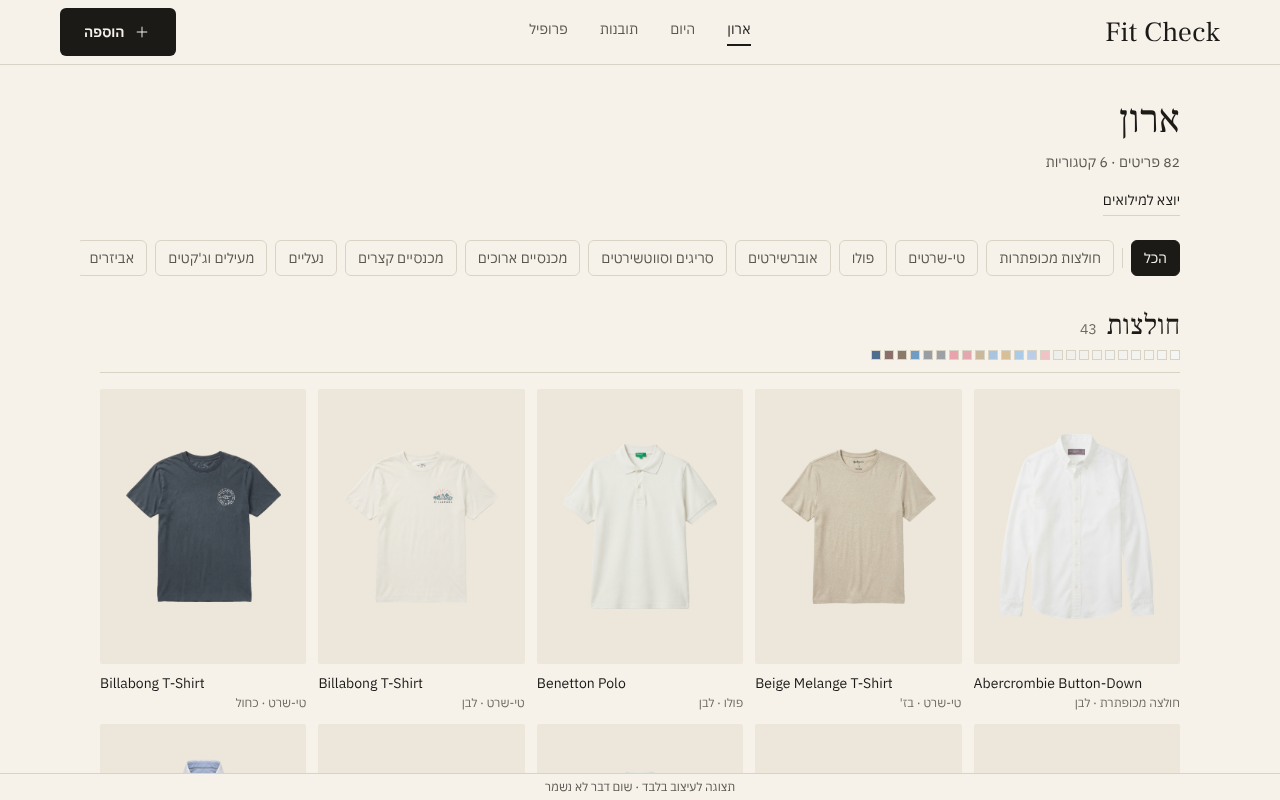 Fit Check
ארון
היום
תובנות
פרופיל
הוספה
ארון
82 פריטים · 6 קטגוריות
יוצא למילואים
הכל
חולצות מכופתרות
טי-שרטים
פולו
אוברשירטים
סריגים וסווטשירטים
מכנסיים ארוכים
מכנסיים קצרים
נעליים
מעילים וג'קטים
אביזרים
חולצות 43
Abercrombie Button-Down
חולצה מכופתרת · לבן
Beige Melange T-Shirt
טי-שרט · בז'
Benetton Polo
פולו · לבן
Billabong T-Shirt
טי-שרט · לבן
Billabong T-Shirt
טי-שרט · כחול
תצוגה לעיצוב בלבד · שום דבר לא נשמר